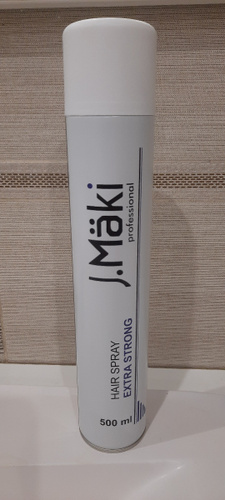 J.Mäki
professional
HAIR SPRAY
EXTRA STRONG
500 ml